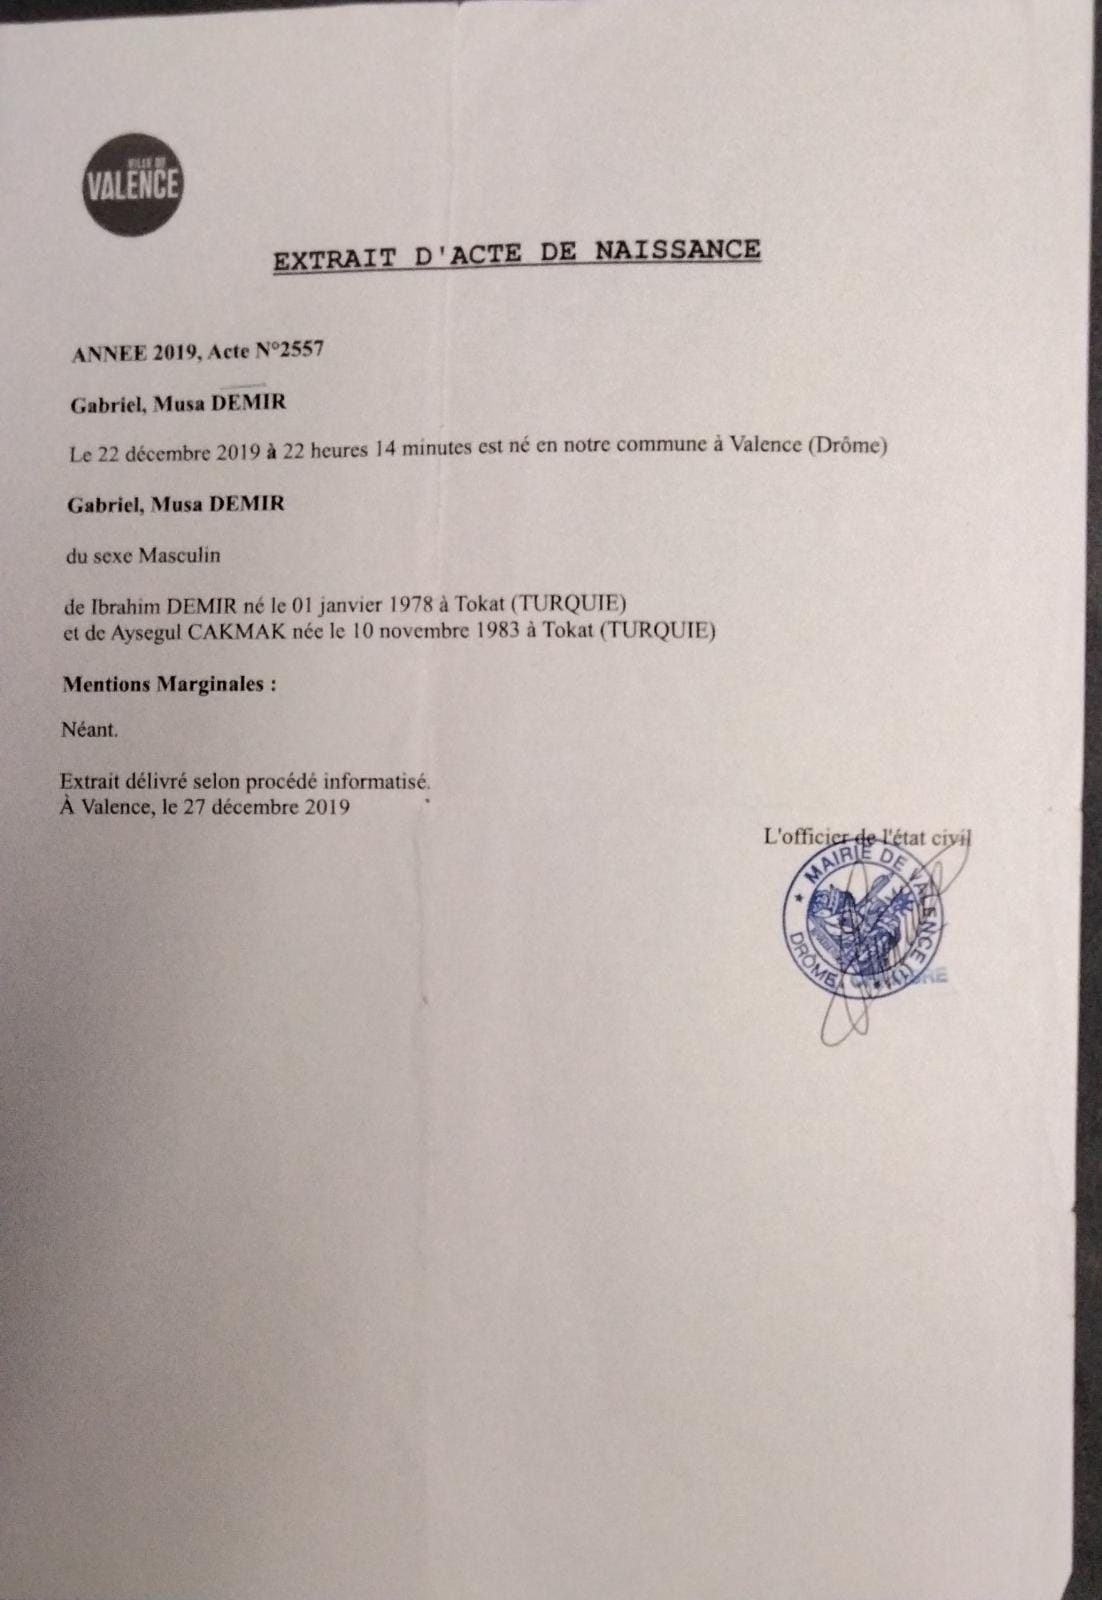 VILLE DE
VALENCE
EXTRAIT D'ACTE DE NAISSANCE
ANNEE 2019, Acte N°2557
Gabriel, Musa DEMIR
Le 22 décembre 2019 à 22 heures 14 minutes est né en notre commune à Valence (Drôme)
Gabriel, Musa DEMIR
du sexe Masculin
de Ibrahim DEMIR né le 01 janvier 1978 à Tokat (TURQUIE)
et de Aysegul CAKMAK née le 10 novembre 1983 à Tokat (TURQUIE)
Mentions Marginales :
Néant.
Extrait délivré selon procédé informatisé.
À Valence, le 27 décembre 2019
L'officier de l'état civil
MAIRIE DE VALENCE (1)
DRÔME